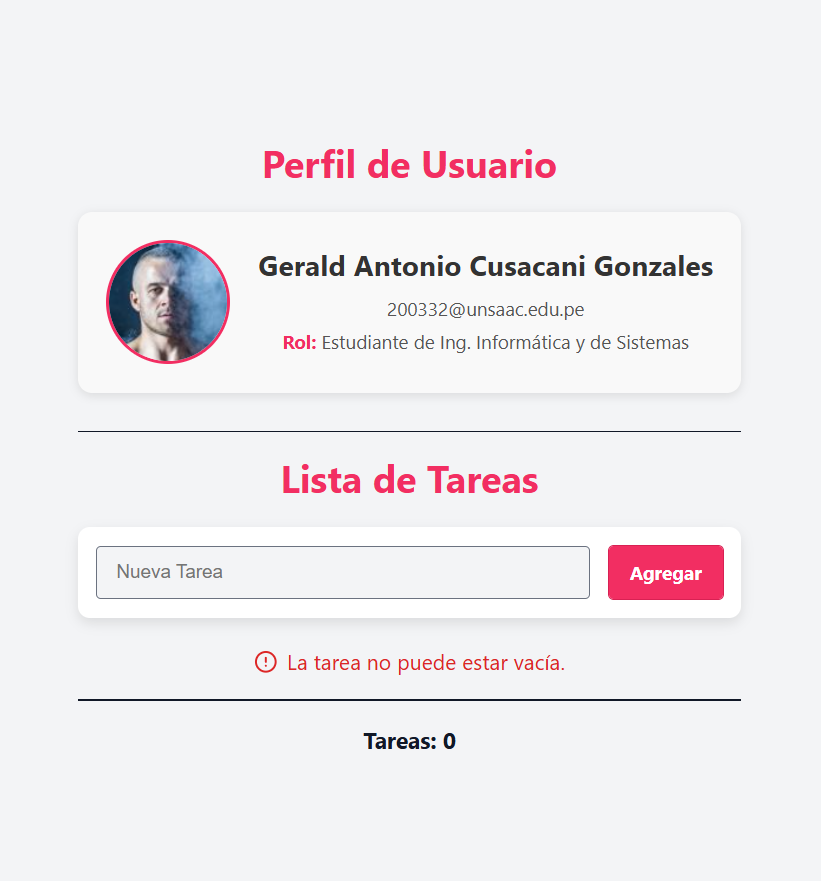 Perfil de Usuario
Gerald Antonio Cusacani Gonzales
200332@unsaac.edu.pe
Rol: Estudiante de Ing. Informática y de Sistemas
Lista de Tareas
Nueva Tarea
Agregar
La tarea no puede estar vacía.
Tareas: 0